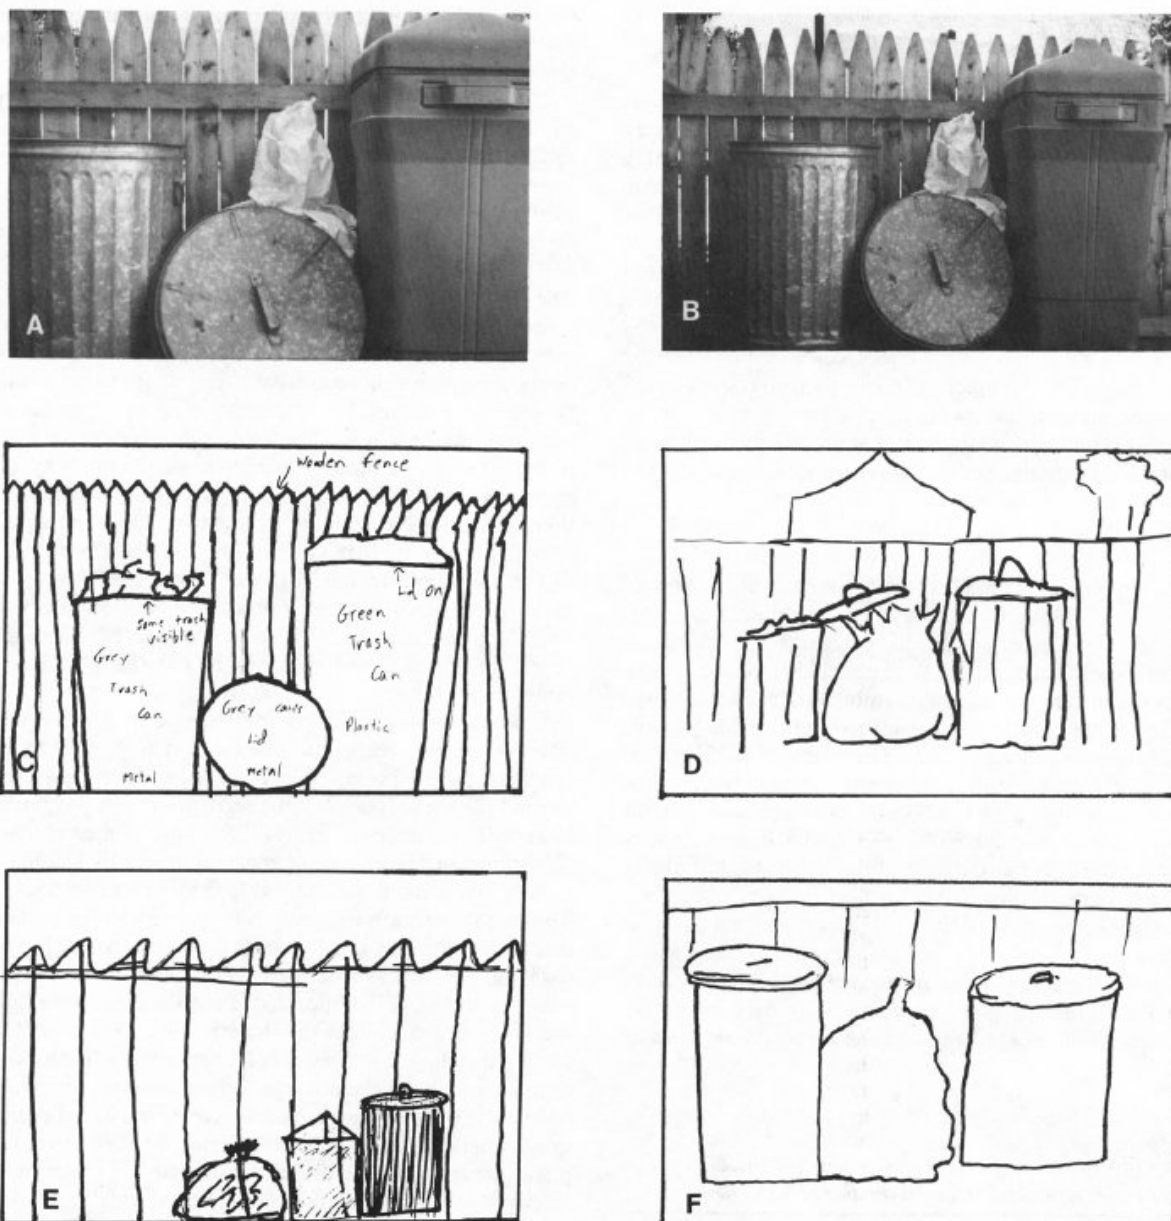 A
B
Wooden fence
Lid On
some trash
visible
Green
Trash
Can
Plastic
Grey
Trash
Can
Metal
Grey cans
Lid
Metal
C
D
E
F